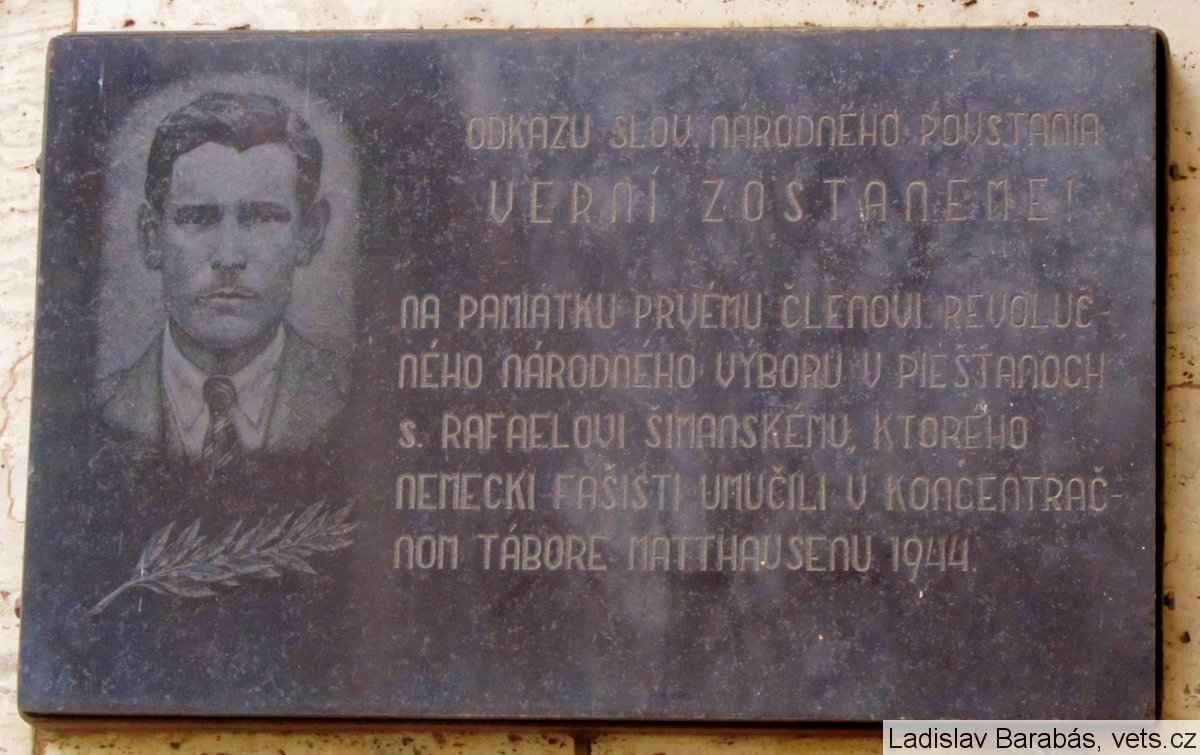 ODKAZU SLOV. NÁRODNÉHO POVSTANIA
VERNÍ ZOSTANEME!
NA PAMIATKU PRVÉMU ČLENOVI REVOLUČ-
NÉHO NÁRODNÉHO VÝBORU V PIEŠŤANOCH
s. RAFAELOVI ŠIMANSKÉMU, KTORÉHO
NEMECKI FAŠISTI UMUČILI V KONCENTRAČ-
NOM TÁBORE MATTHAUSENU 1944.
Ladislav Barabás, vets.cz